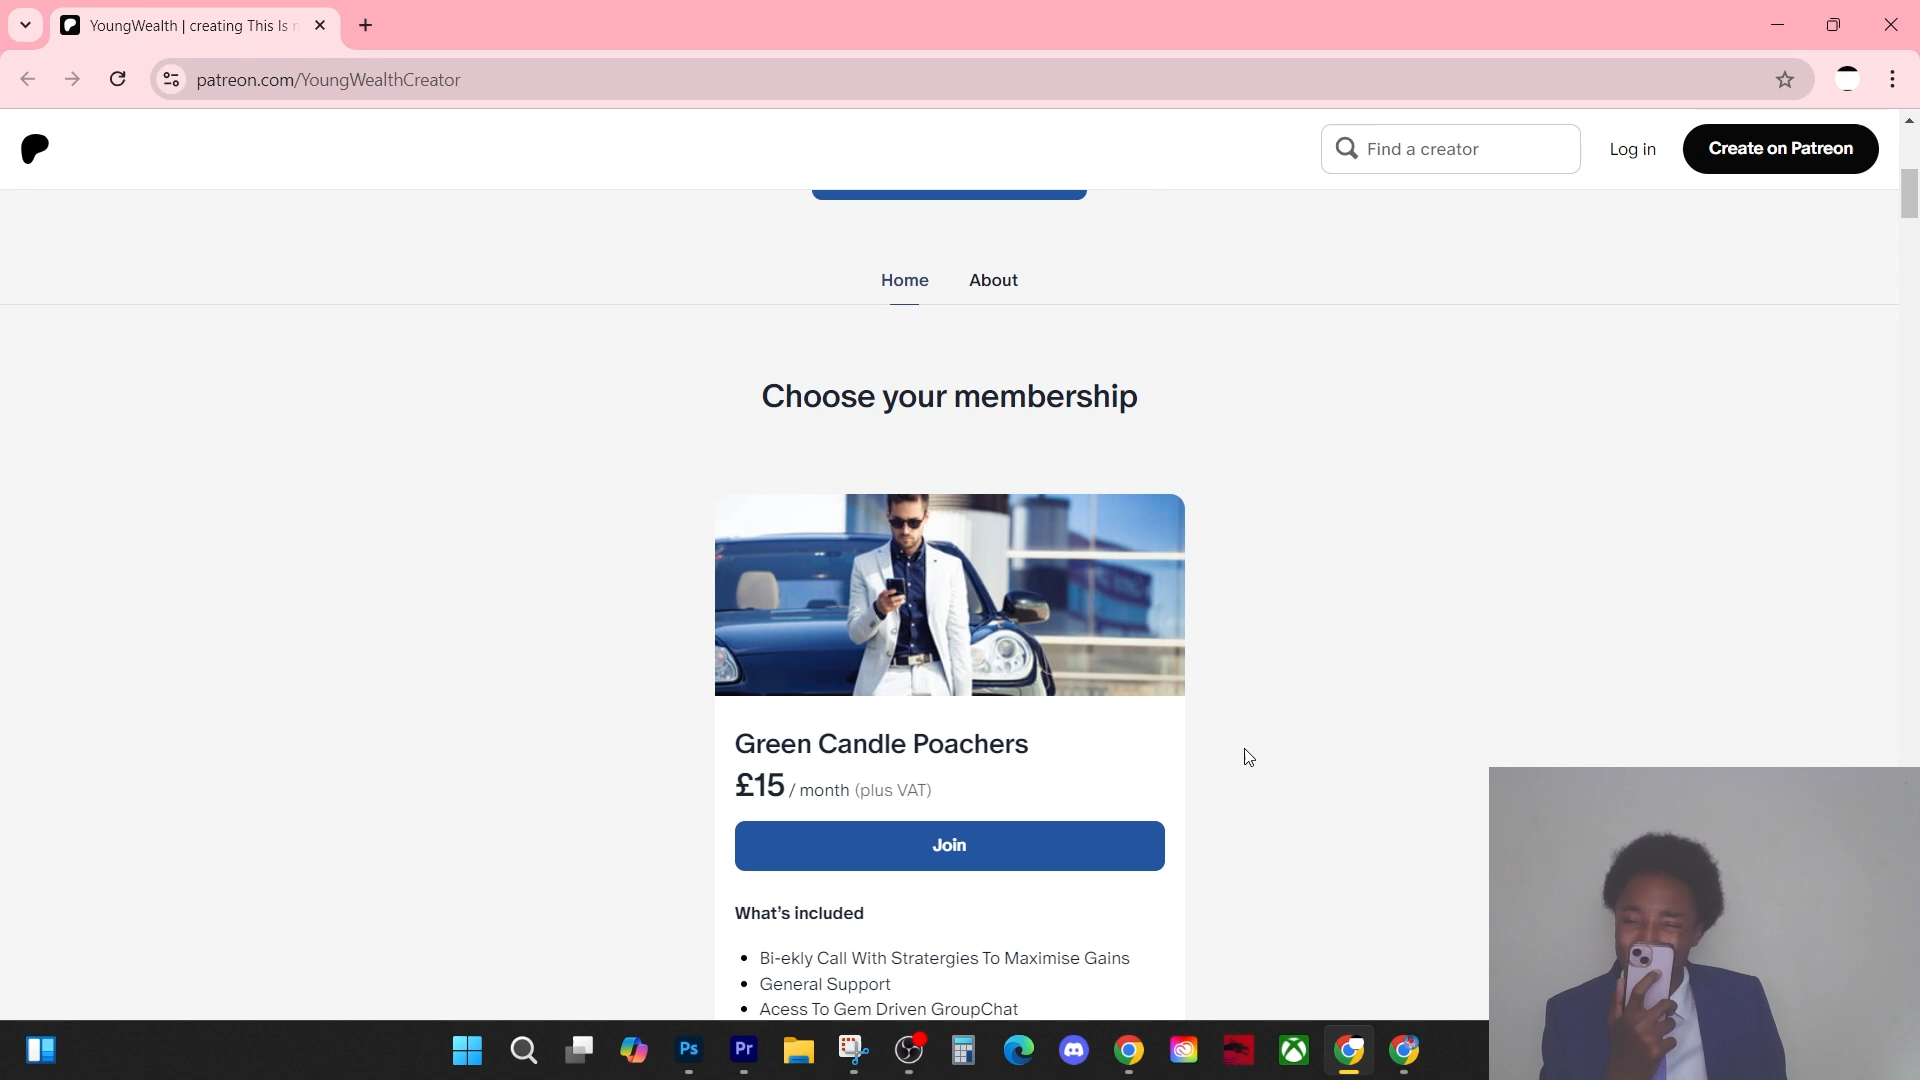 YoungWealth | creating This Is
patreon.com/YoungWealthCreator
Find a creator
Log in
Create on Patreon
Home
About
Choose your membership
Green Candle Poachers
£15 / month (plus VAT)
Join
What's included
Bi-ekly Call With Stratergies To Maximise Gains
General Support
Acess To Gem Driven GroupChat
Ps
Pr